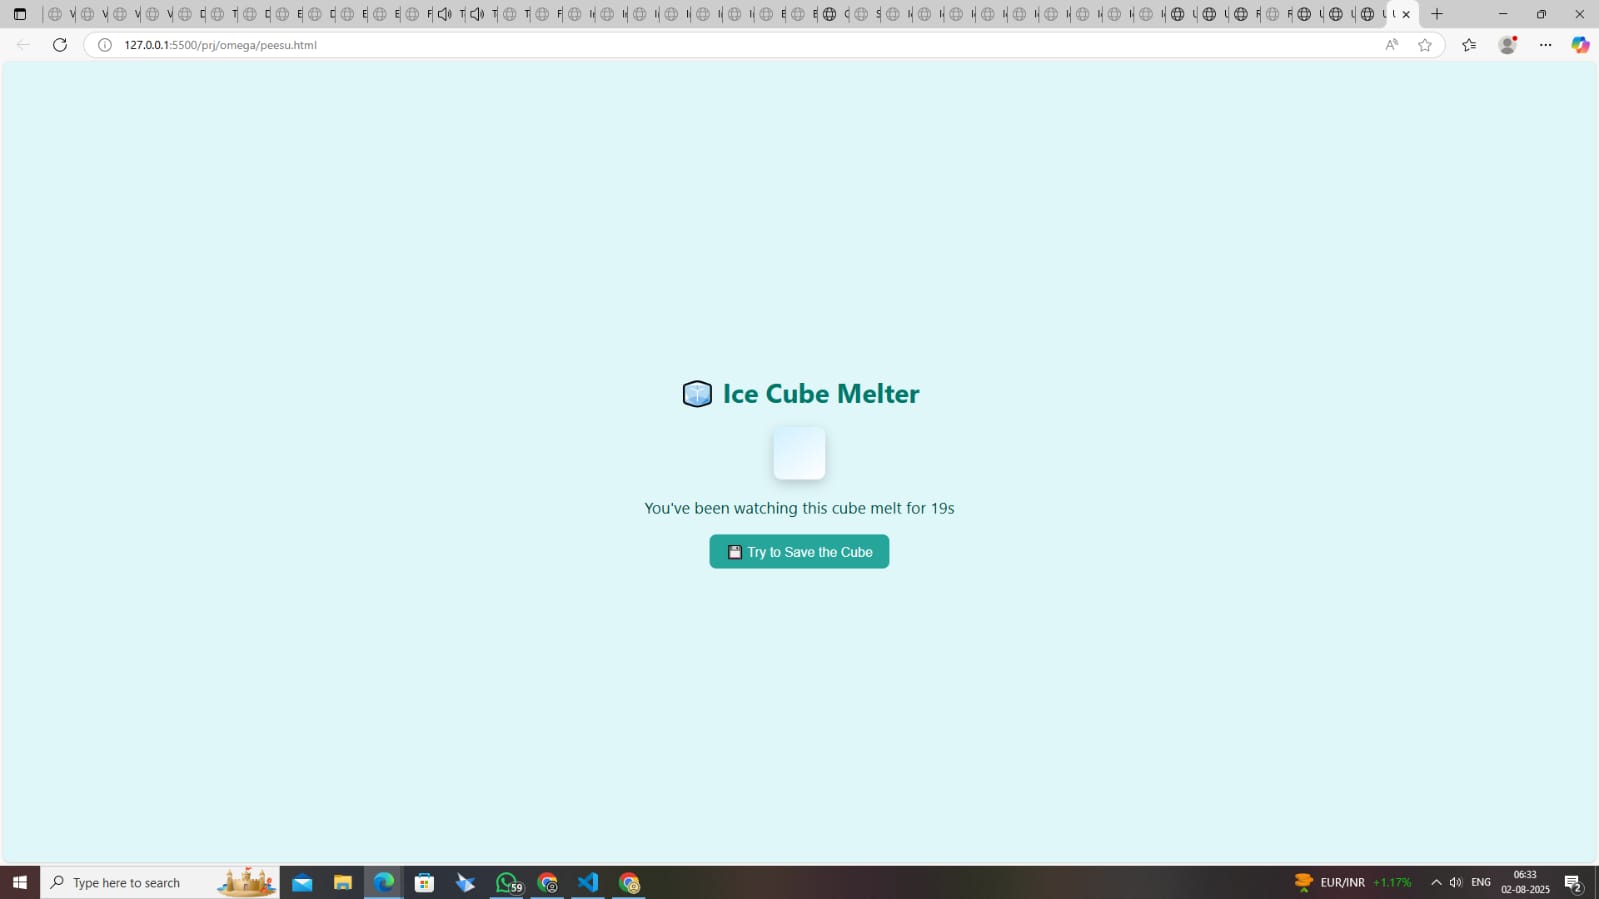 127.0.0.1:5500/prj/omega/peesu.html
Ice Cube Melter
You've been watching this cube melt for 19s
Try to Save the Cube
Type here to search
59
EUR/INR +1.17%
ENG
06:33
02-08-2025
2